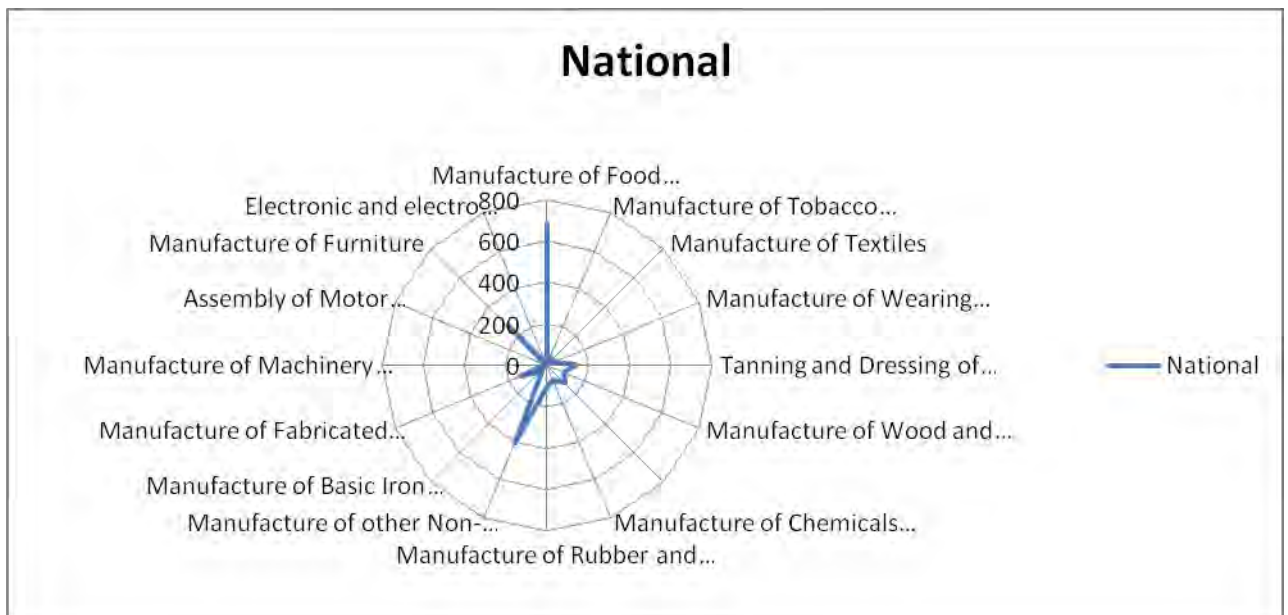 National
Manufacture of Food...
800
Manufacture of Tobacco...
Electronic and electro...
Manufacture of Furniture
600
Manufacture of Textiles
400
Assembly of Motor...
Manufacture of Wearing...
200
Manufacture of Machinery...
0
Tanning and Dressing of...
National
Manufacture of Fabricated...
Manufacture of Wood and...
Manufacture of Basic Iron...
Manufacture of other Non-...
Manufacture of Chemicals...
Manufacture of Rubber and...